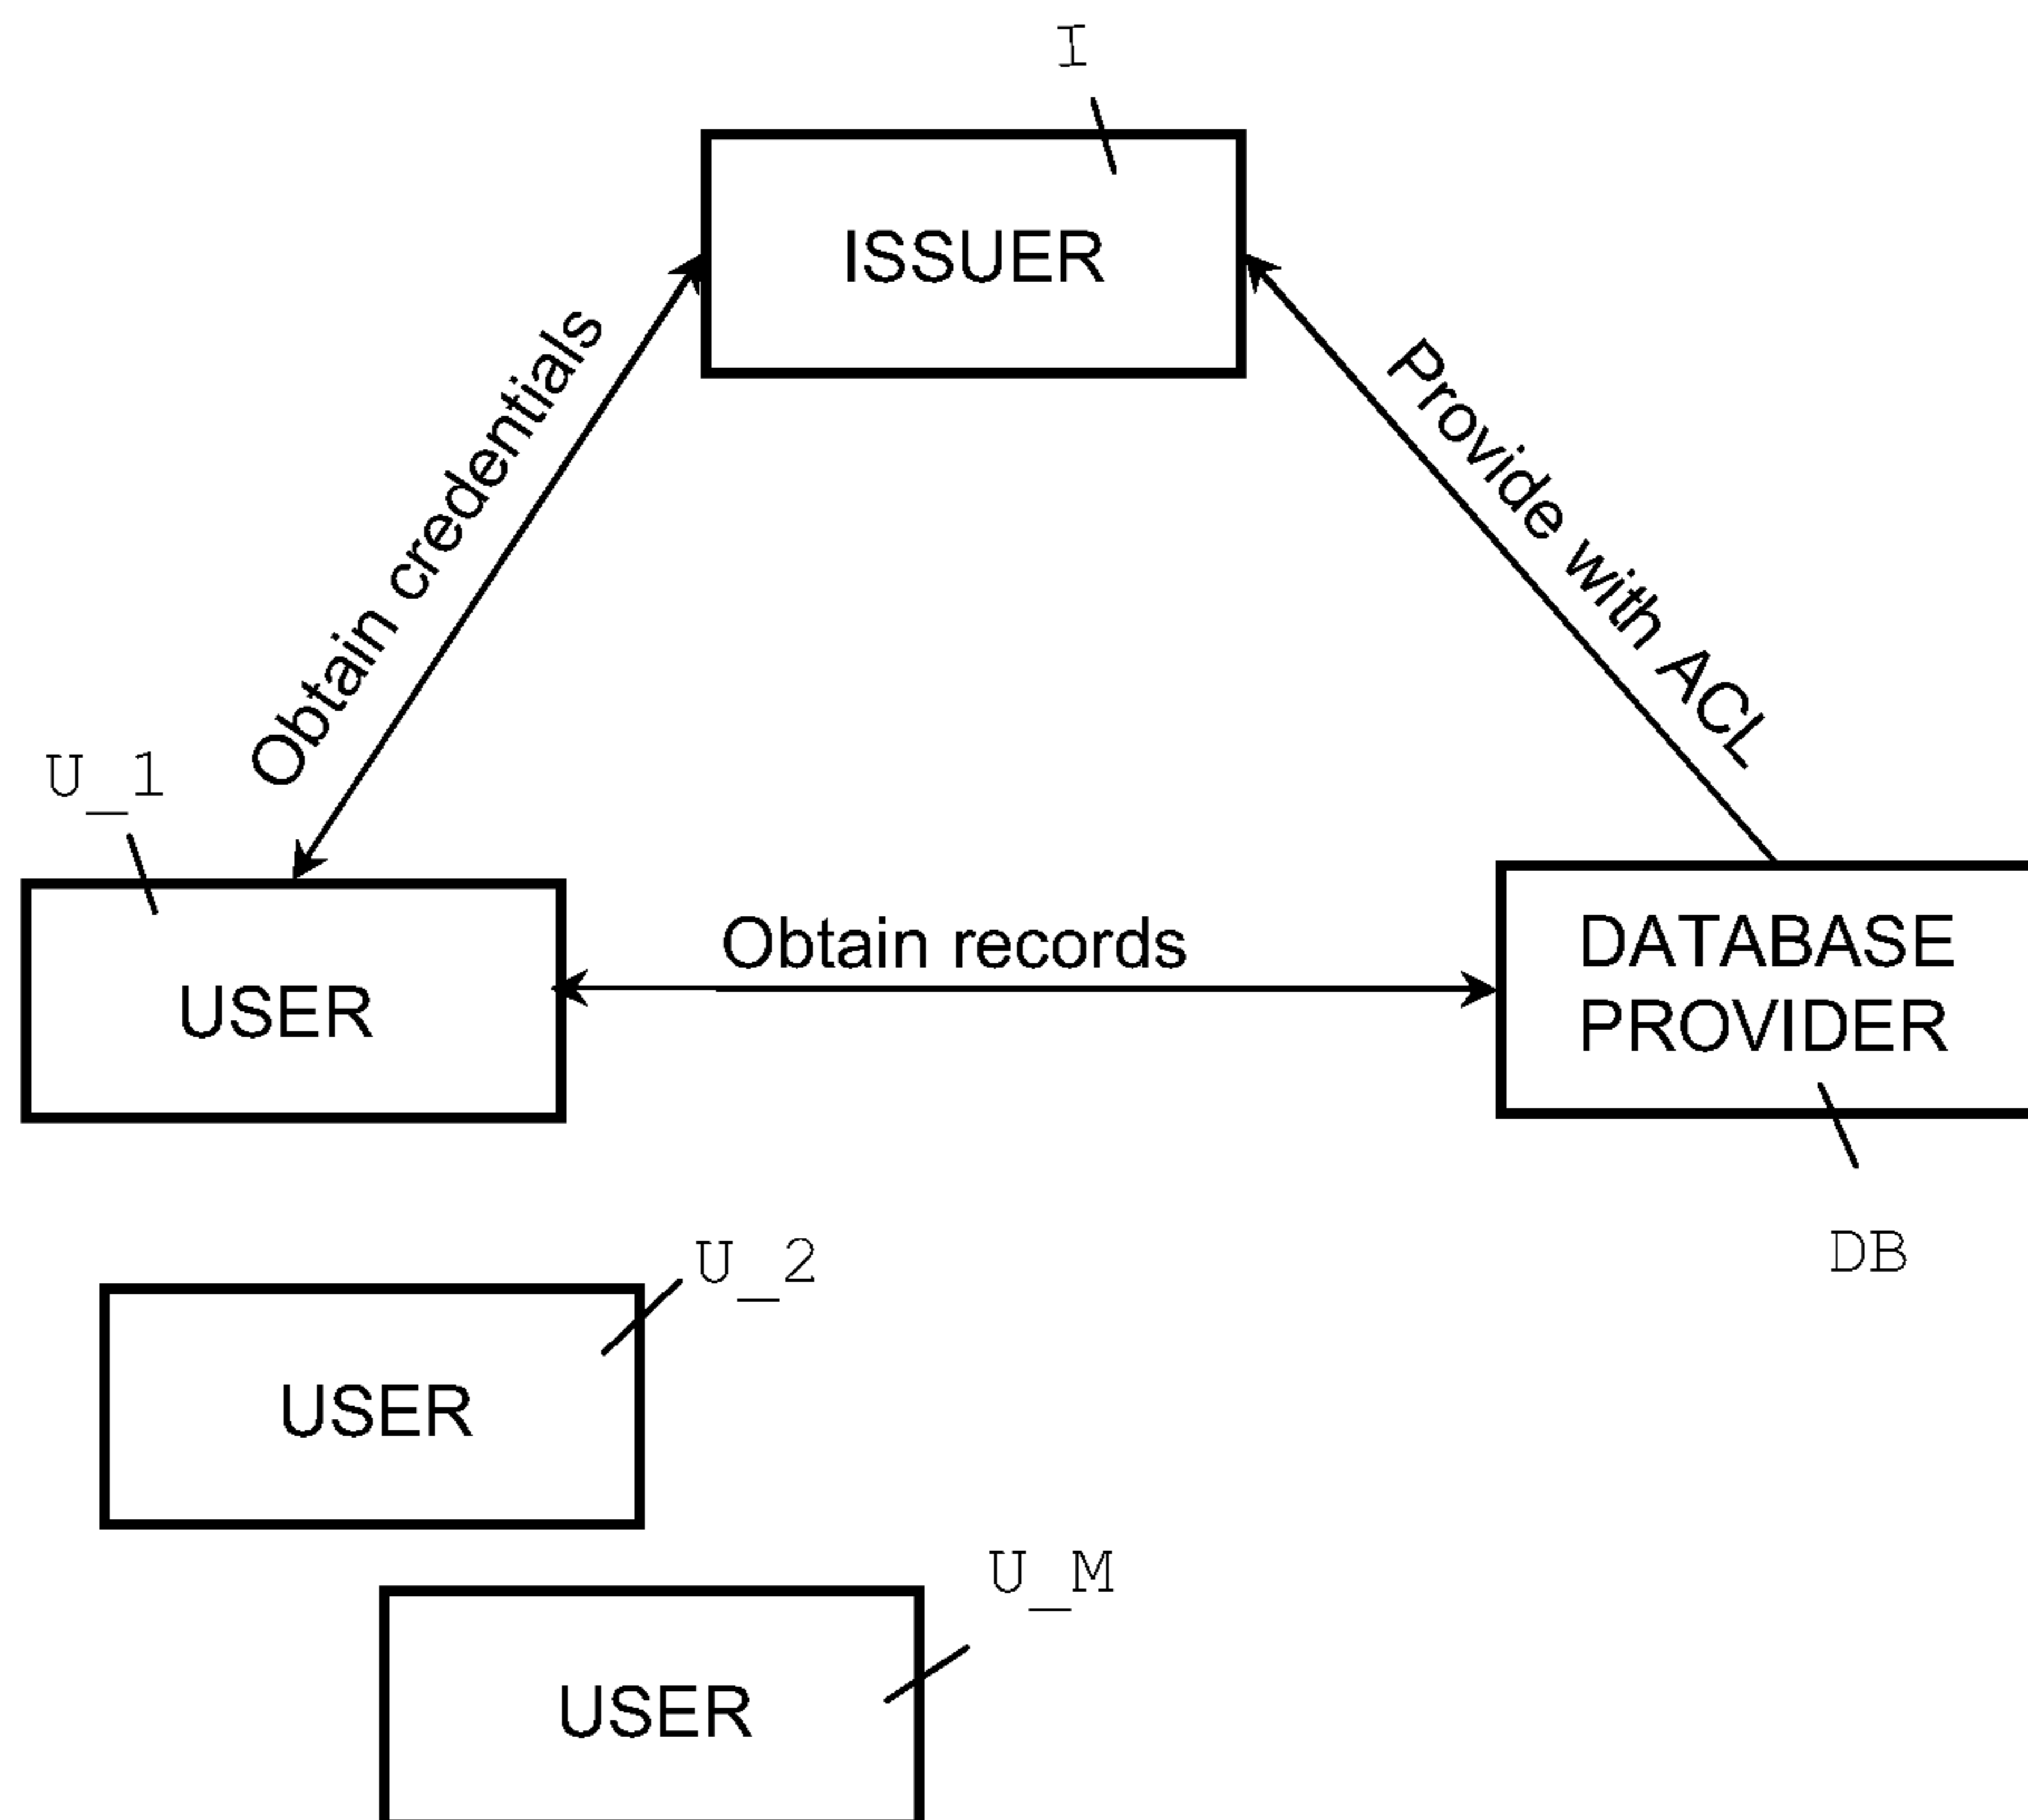 I
ISSUER
Obtain credentials
Provide with ACL
U_1
USER
Obtain records
DATABASE
PROVIDER
DB
U_2
USER
U_M
USER